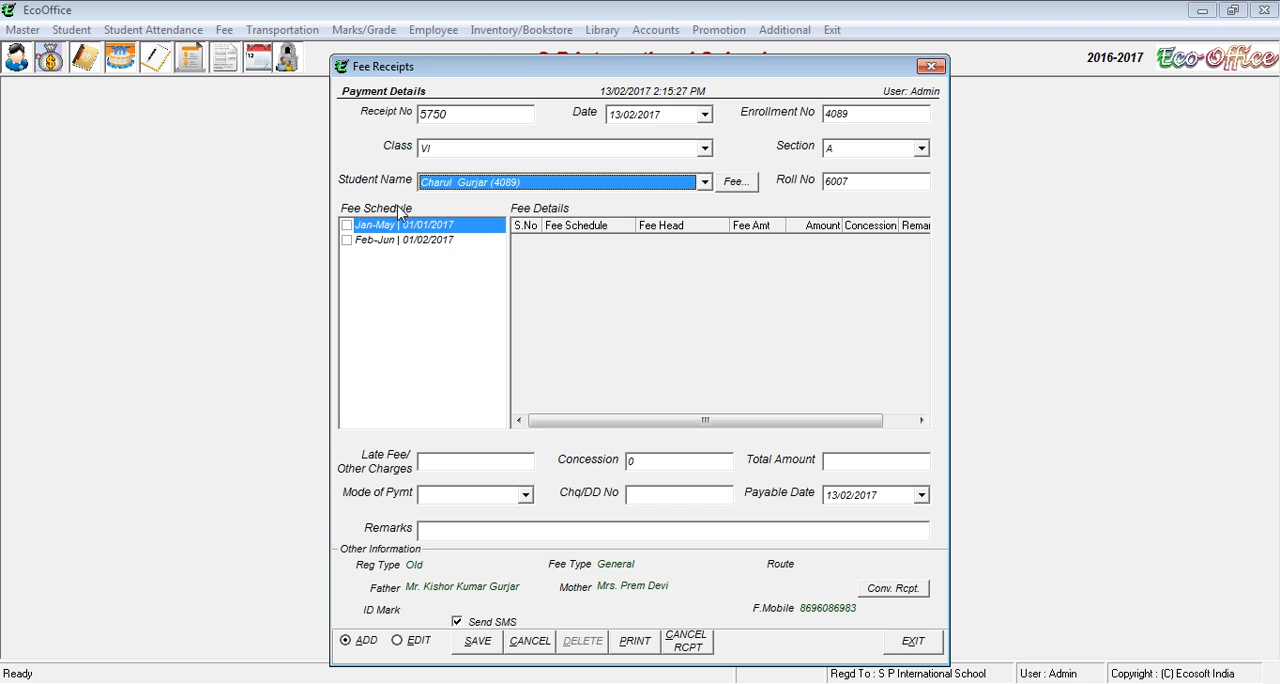 EcoOffice
Master Student Student Attendance Fee Transportation Marks/Grade Employee Inventory/Bookstore Library Accounts Promotion Additional Exit
2016-2017 Eco-Office
Fee Receipts
Payment Details 13/02/2017 2:15:27 PM User: Admin
Receipt No 5750 Date 13/02/2017 Enrollment No 4089
Class VI Section A
Student Name Charul Gurjar (4089) Fee... Roll No 6007
Fee Schedule Fee Details
Jan-May | 01/01/2017 S.No Fee Schedule Fee Head Fee Amt Amount Concession Remar
Feb-Jun | 01/02/2017
Late Fee/
Other Charges Concession 0 Total Amount
Mode of Pymt Chq/DD No Payable Date 13/02/2017
Remarks
Other Information
Reg Type Old Fee Type General Route
Father Mr. Kishor Kumar Gurjar Mother Mrs. Prem Devi Conv. Rcpt.
ID Mark F.Mobile 8696086983
Send SMS
ADD EDIT SAVE CANCEL DELETE PRINT CANCEL RCPT EXIT
Ready Regd To : S P International School User : Admin Copyright : (C) Ecosoft India